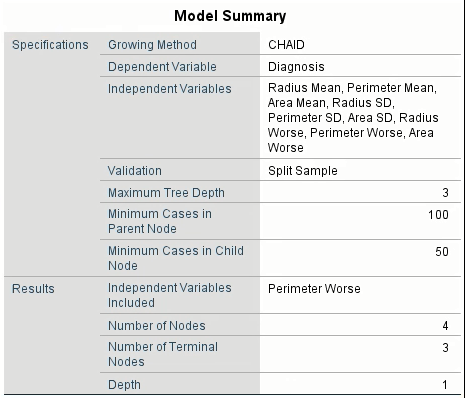 Model Summary
Specifications Growing Method CHAID
Dependent Variable Diagnosis
Independent Variables Radius Mean, Perimeter Mean,
Area Mean, Radius SD,
Perimeter SD, Area SD, Radius
Worse, Perimeter Worse, Area
Worse
Validation Split Sample
Maximum Tree Depth 3
Minimum Cases in 100
Parent Node
Minimum Cases in Child 50
Node
Results Independent Variables Perimeter Worse
Included
Number of Nodes 4
Number of Terminal 3
Nodes
Depth 1